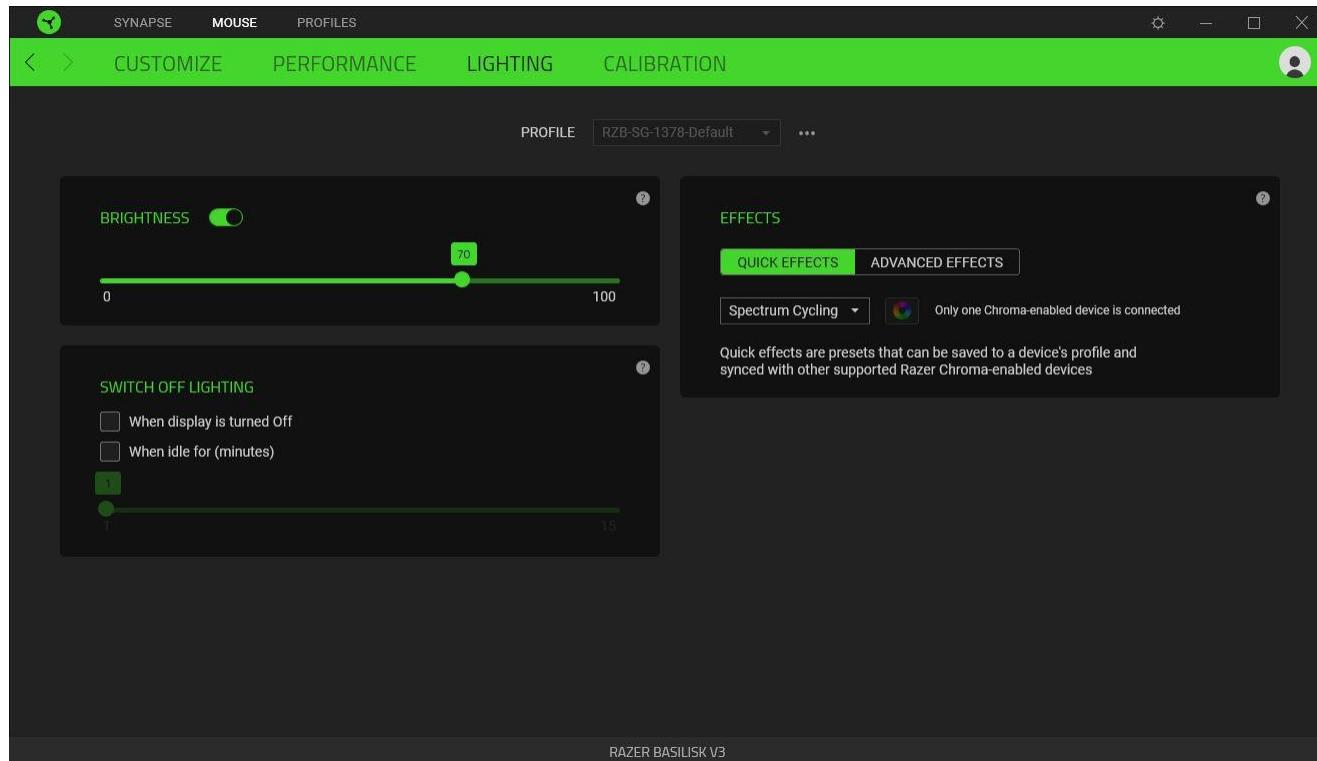 SYNAPSE MOUSE PROFILES
CUSTOMIZE PERFORMANCE LIGHTING CALIBRATION
PROFILE RZB-SG-1378-Default
BRIGHTNESS
70
0 100
SWITCH OFF LIGHTING
When display is turned Off
When idle for (minutes)
1
1 15
EFFECTS
QUICK EFFECTS ADVANCED EFFECTS
Spectrum Cycling Only one Chroma-enabled device is connected
Quick effects are presets that can be saved to a device's profile and
synced with other supported Razer Chroma-enabled devices
RAZER BASILISK V3